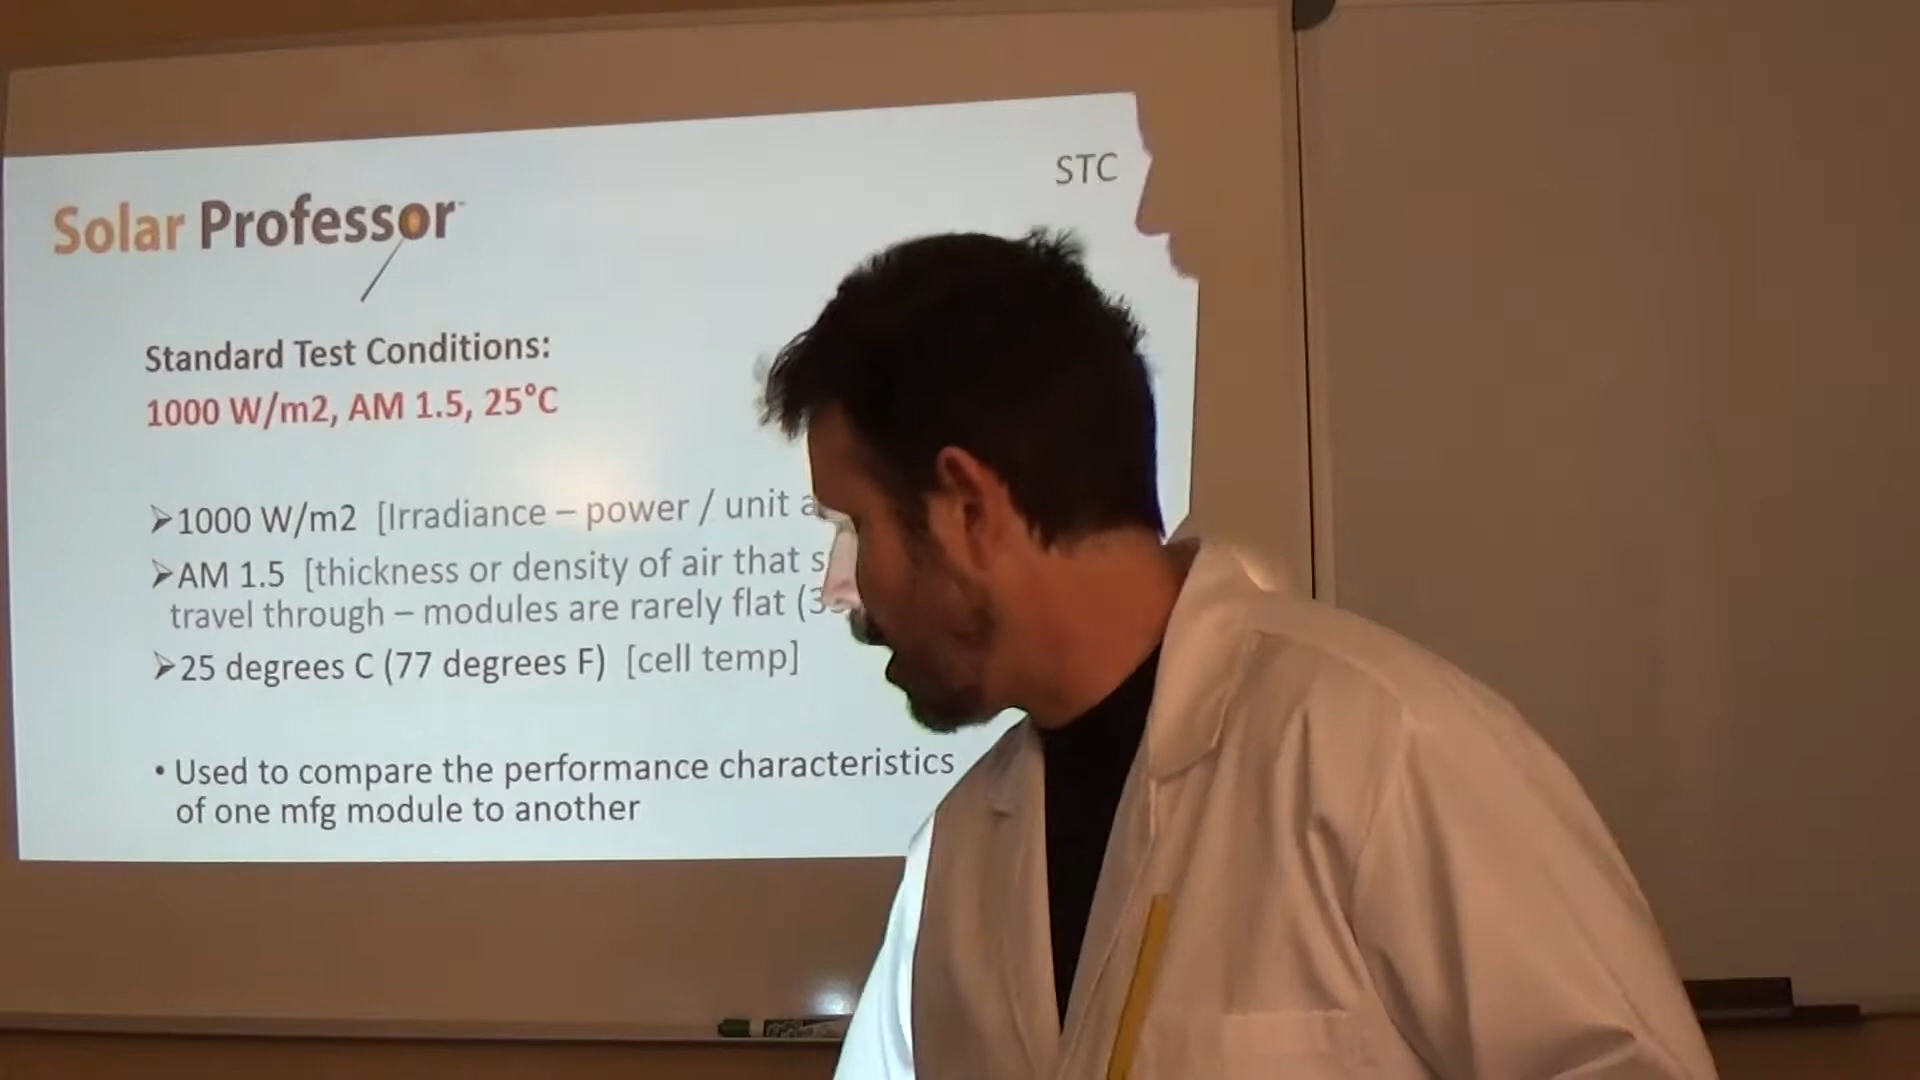 STC
Solar Professor
Standard Test Conditions:
1000 W/m2, AM 1.5, 25°C
➢1000 W/m2 [Irradiance – power / unit
➢AM 1.5 [thickness or density of air that
travel through – modules are rarely flat
➢25 degrees C (77 degrees F) [cell temp]
• Used to compare the performance characteristics
of one mfg module to another